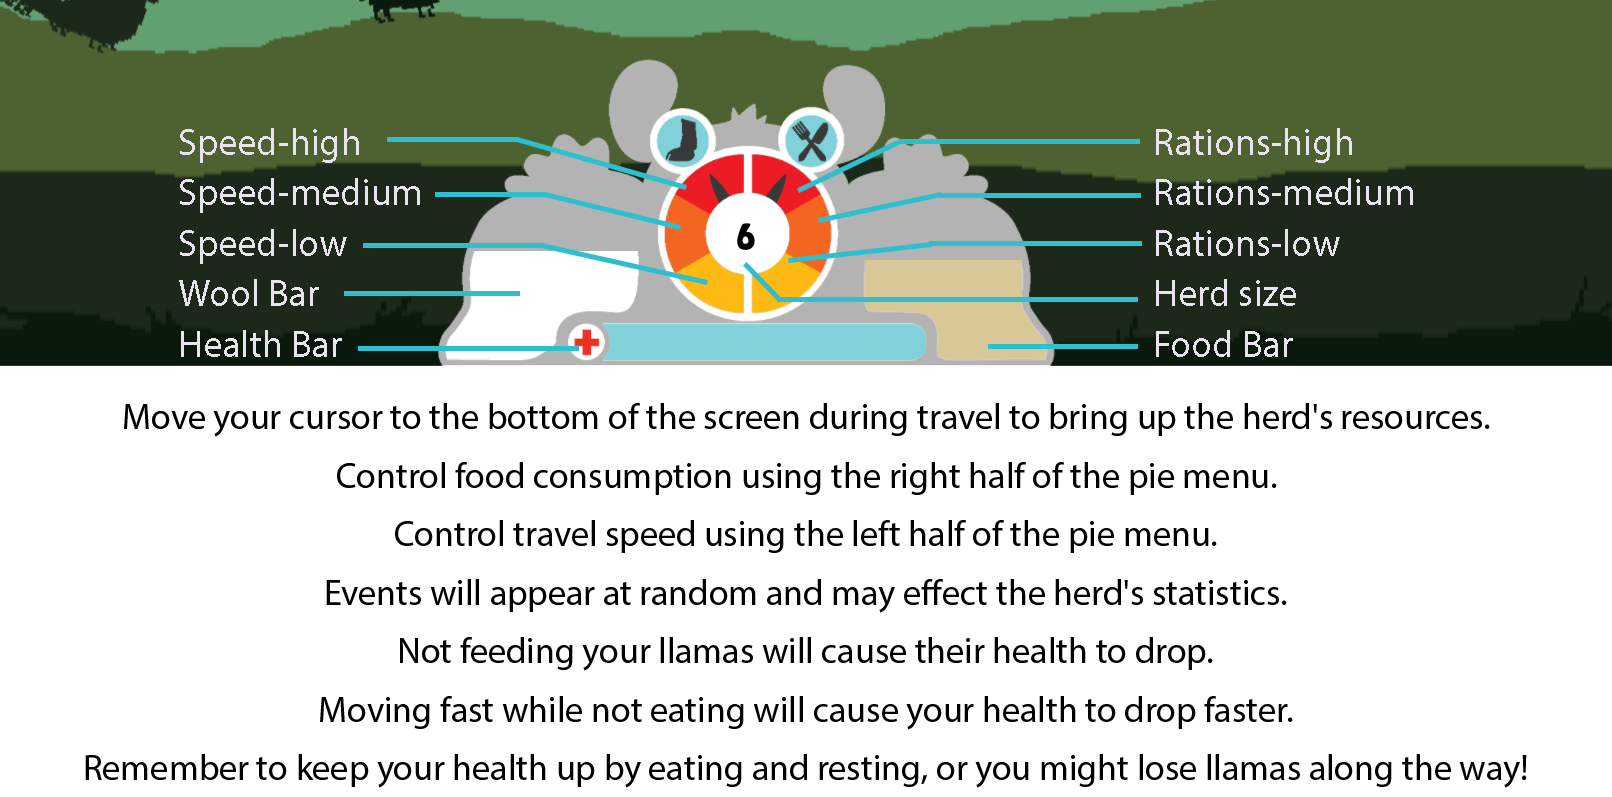 Speed-high
Speed-medium
Speed-low
Wool Bar
Health Bar
6
Rations-high
Rations-medium
Rations-low
Herd size
Food Bar
Move your cursor to the bottom of the screen during travel to bring up the herd's resources.
Control food consumption using the right half of the pie menu.
Control travel speed using the left half of the pie menu.
Events will appear at random and may effect the herd's statistics.
Not feeding your llamas will cause their health to drop.
Moving fast while not eating will cause your health to drop faster.
Remember to keep your health up by eating and resting, or you might lose llamas along the way!